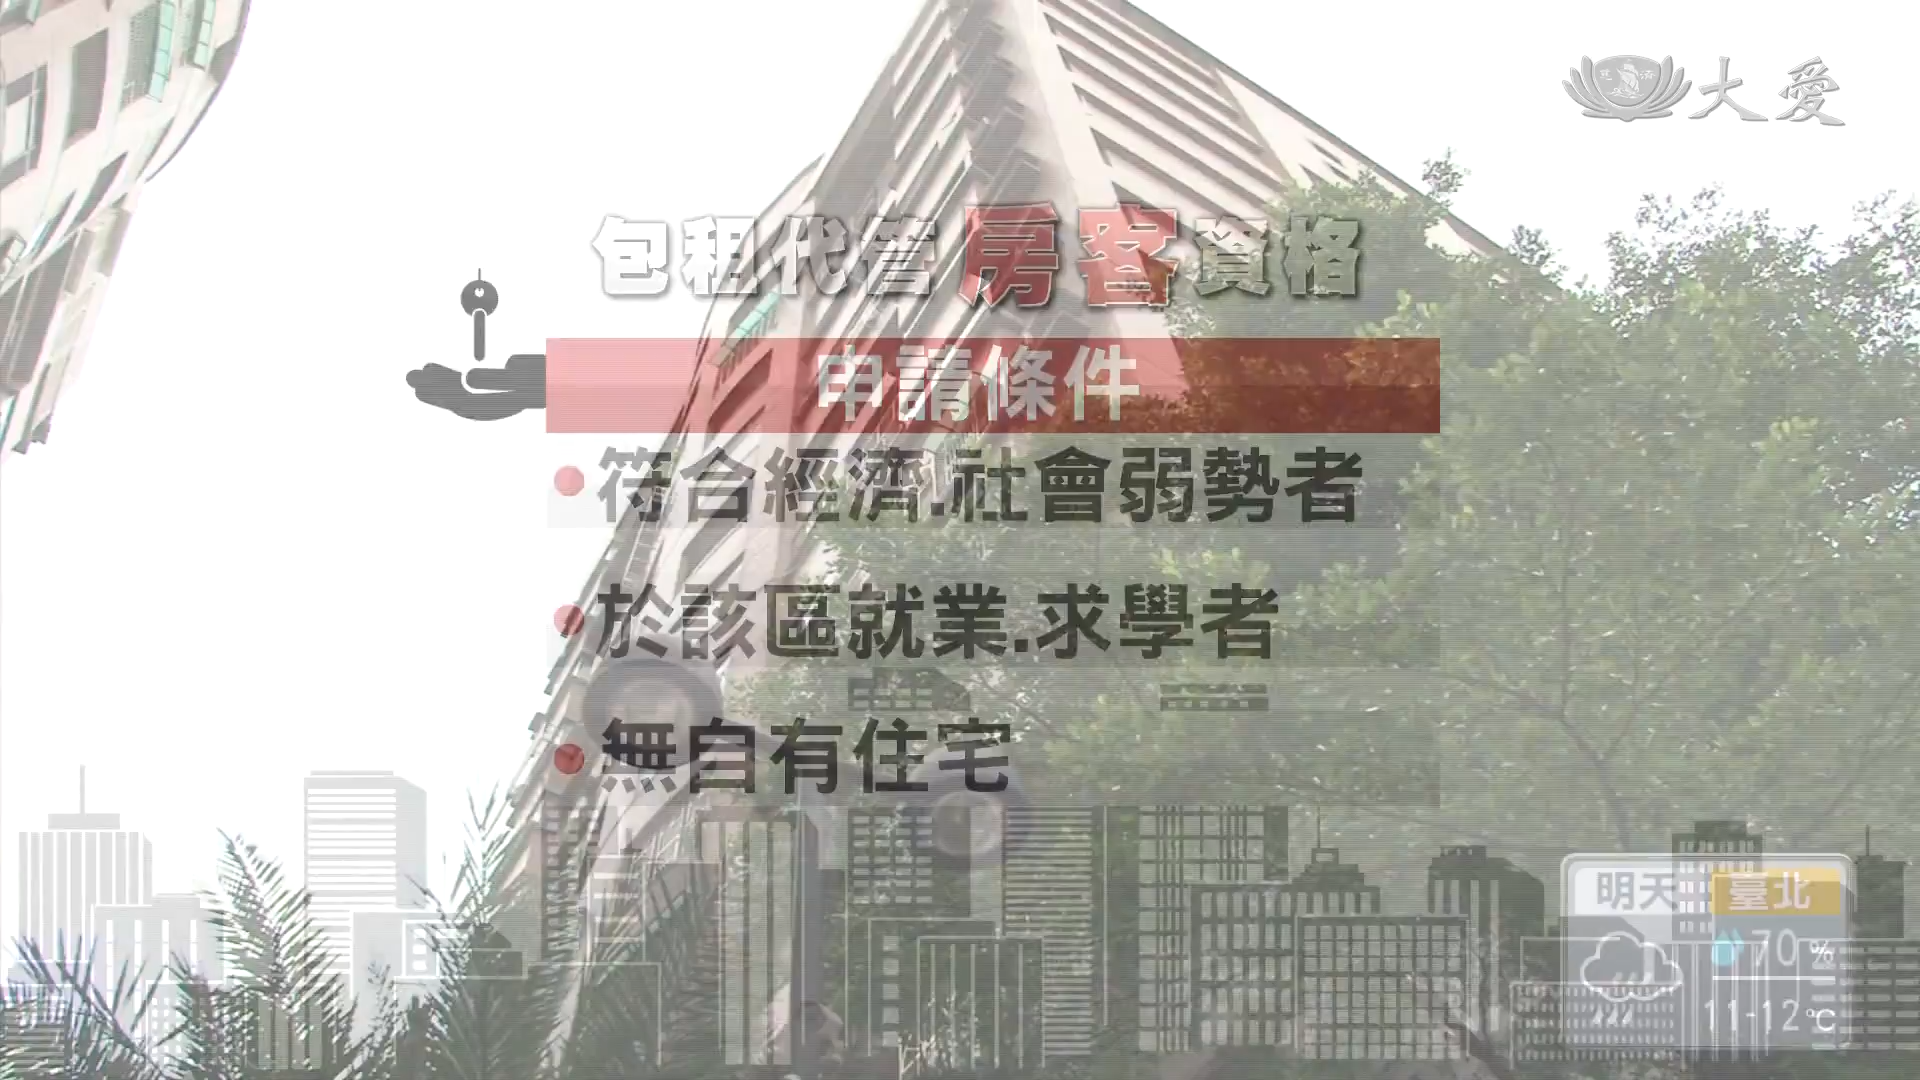 大愛
包租代管房客資格
申請條件
符合經濟.社會弱勢者
於該區就業.求學者
無自有住宅
明天 臺北
70 %
11-12℃